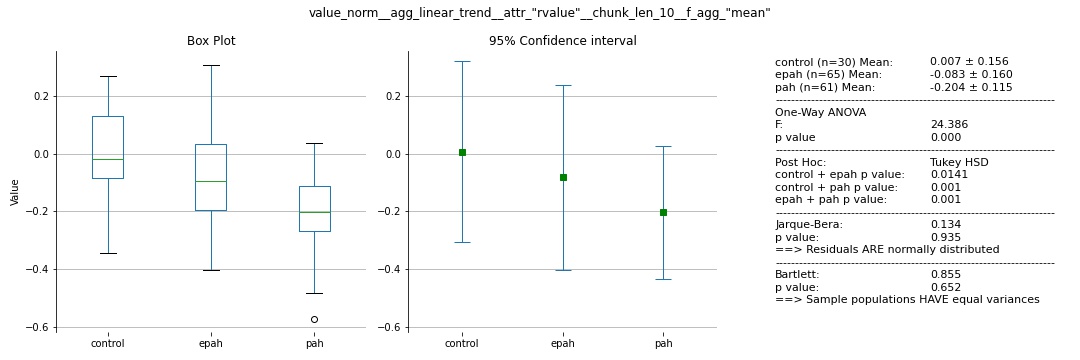 value_norm__agg_linear_trend__attr_"rvalue"__chunk_len_10__f_agg_"mean"
Box Plot
Value
0.2
0.0
−0.2
−0.4
−0.6
control epah pah
95% Confidence interval
0.2
0.0
−0.2
−0.4
−0.6
control epah pah
control (n=30) Mean: 0.007 ± 0.156
epah (n=65) Mean: -0.083 ± 0.160
pah (n=61) Mean: -0.204 ± 0.115
One-Way ANOVA
F: 24.386
p value 0.000
Post Hoc: Tukey HSD
control + epah p value: 0.0141
control + pah p value: 0.001
epah + pah p value: 0.001
Jarque-Bera: 0.134
p value: 0.935
==> Residuals ARE normally distributed
Bartlett: 0.855
p value: 0.652
==> Sample populations HAVE equal variances